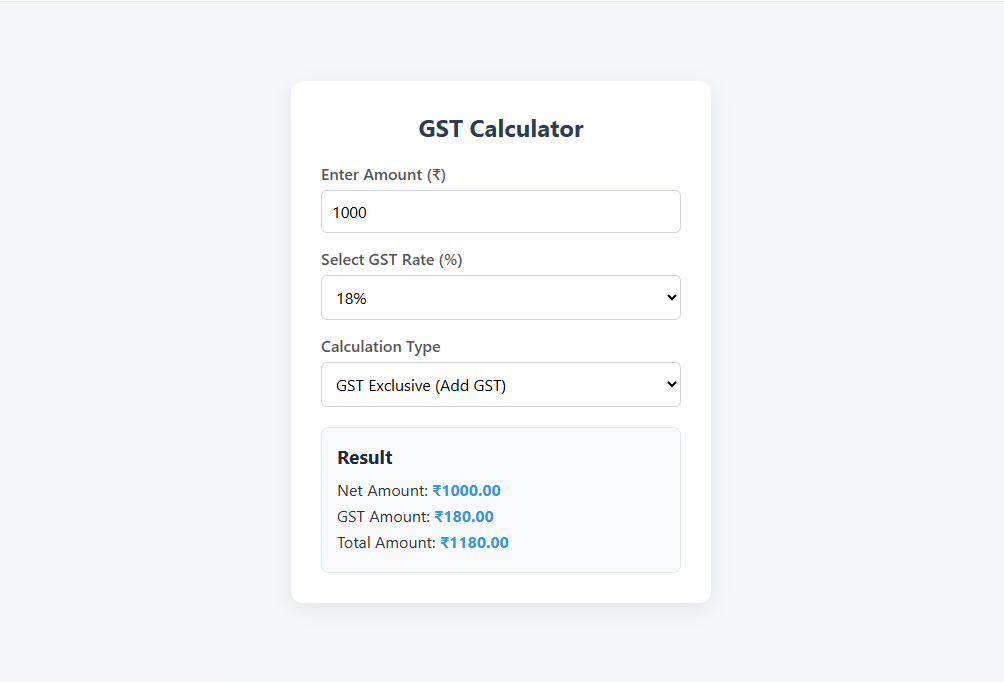 GST Calculator
Enter Amount (₹)
1000
Select GST Rate (%)
18%
Calculation Type
GST Exclusive (Add GST)
Result
Net Amount: ₹1000.00
GST Amount: ₹180.00
Total Amount: ₹1180.00